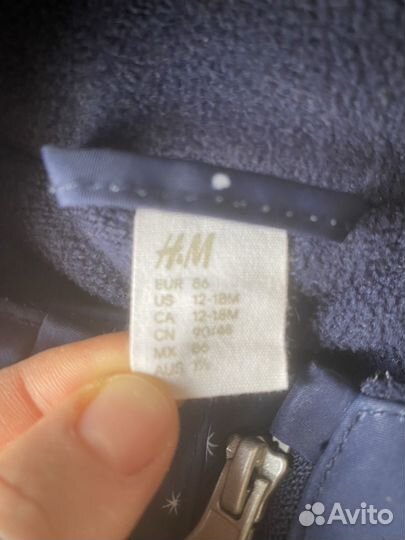 H&M
EUR 86
US 12-18M
CA 12-18M
CN 90/48
MX 86
AUS 1½
Avito